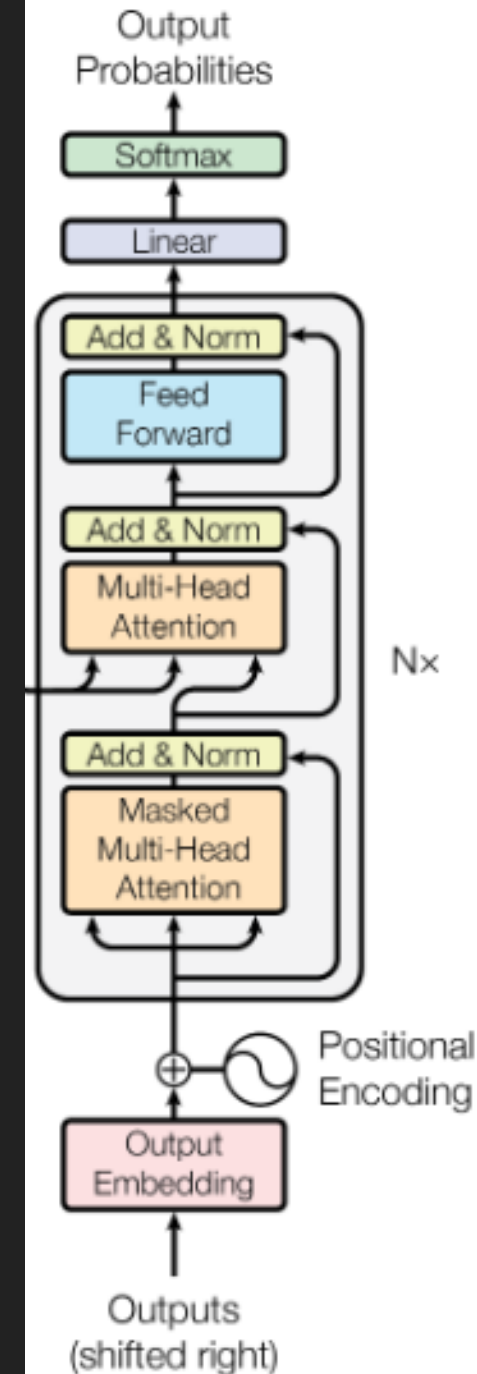 Output
Probabilities
Softmax
Linear
Add & Norm
Feed
Forward
Add & Norm
Multi-Head
Attention
N×
Add & Norm
Masked
Multi-Head
Attention
Positional
Encoding
Output
Embedding
Outputs
(shifted right)